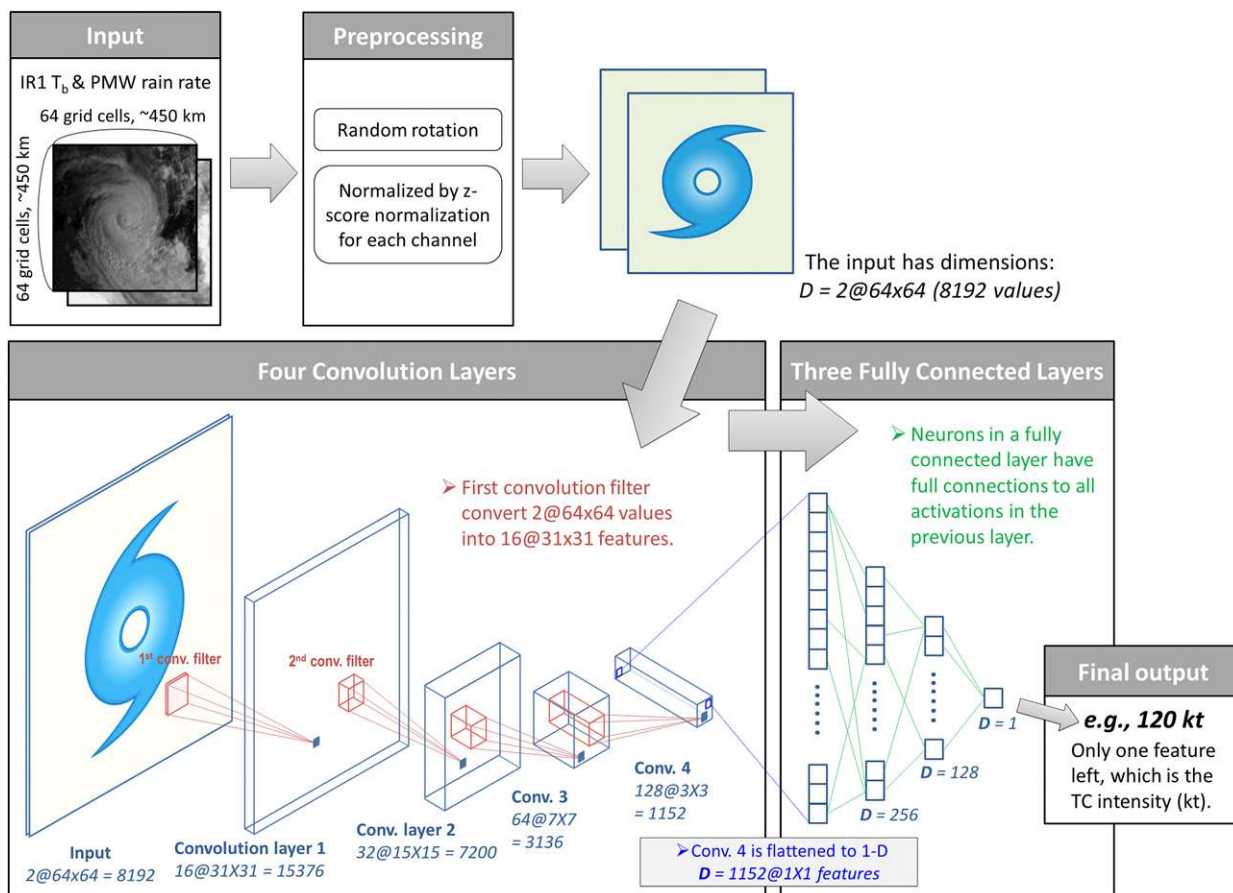 Input
IR1 Tb & PMW rain rate
64 grid cells, ~450 km
64 grid cells, ~450 km
Preprocessing
Random rotation
Normalized by z-
score normalization
for each channel
The input has dimensions:
D = 2@64x64 (8192 values)
Four Convolution Layers
➢ First convolution filter
convert 2@64x64 values
into 16@31x31 features.
1st conv. filter
2nd conv. filter
Input
2@64x64 = 8192
Convolution layer 1
16@31X31 = 15376
Conv. layer 2
32@15X15 = 7200
Conv. 3
64@7X7
= 3136
Conv. 4
128@3X3
= 1152
➢Conv. 4 is flattened to 1-D
D = 1152@1X1 features
Three Fully Connected Layers
➢ Neurons in a fully
connected layer have
full connections to all
activations in the
previous layer.
D = 256
D = 128
D = 1
Final output
e.g., 120 kt
Only one feature
left, which is the
TC intensity (kt).